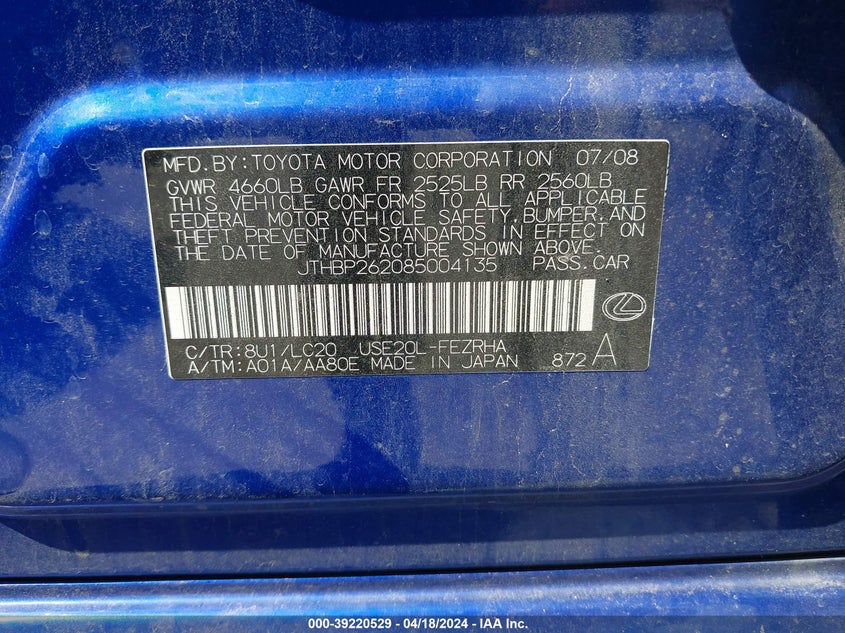 MFD.BY:TOYOTA MOTOR CORPORATION 07/08
GVWR 4660LB GAWR FR 2525LB RR 2560LB
THIS VEHICLE CONFORMS TO ALL APPLICABLE
FEDERAL MOTOR VEHICLE SAFETY,BUMPER,AND
THEFT PREVENTION STANDARDS IN EFFECT ON
THE DATE OF MANUFACTURE SHOWN ABOVE.
JTHBP262085004135 PASS.CAR
C/TR:8U1/LC20 USE20L-FEZRHA
A/TM:A01A/AA80E MADE IN JAPAN 872 A
000-39220529 - 04/18/2024 - IAA Inc.